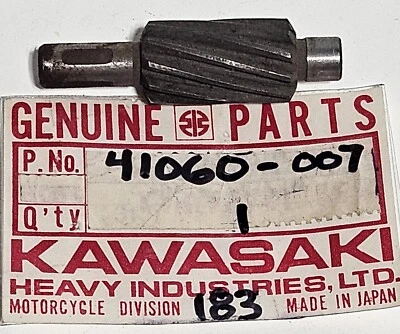 GENUINE PARTS
P.No. 41060-007
Q'ty 1
KAWASAKI
HEAVY INDUSTRIES, LTD.
MOTORCYCLE DIVISION 183 MADE IN JAPAN